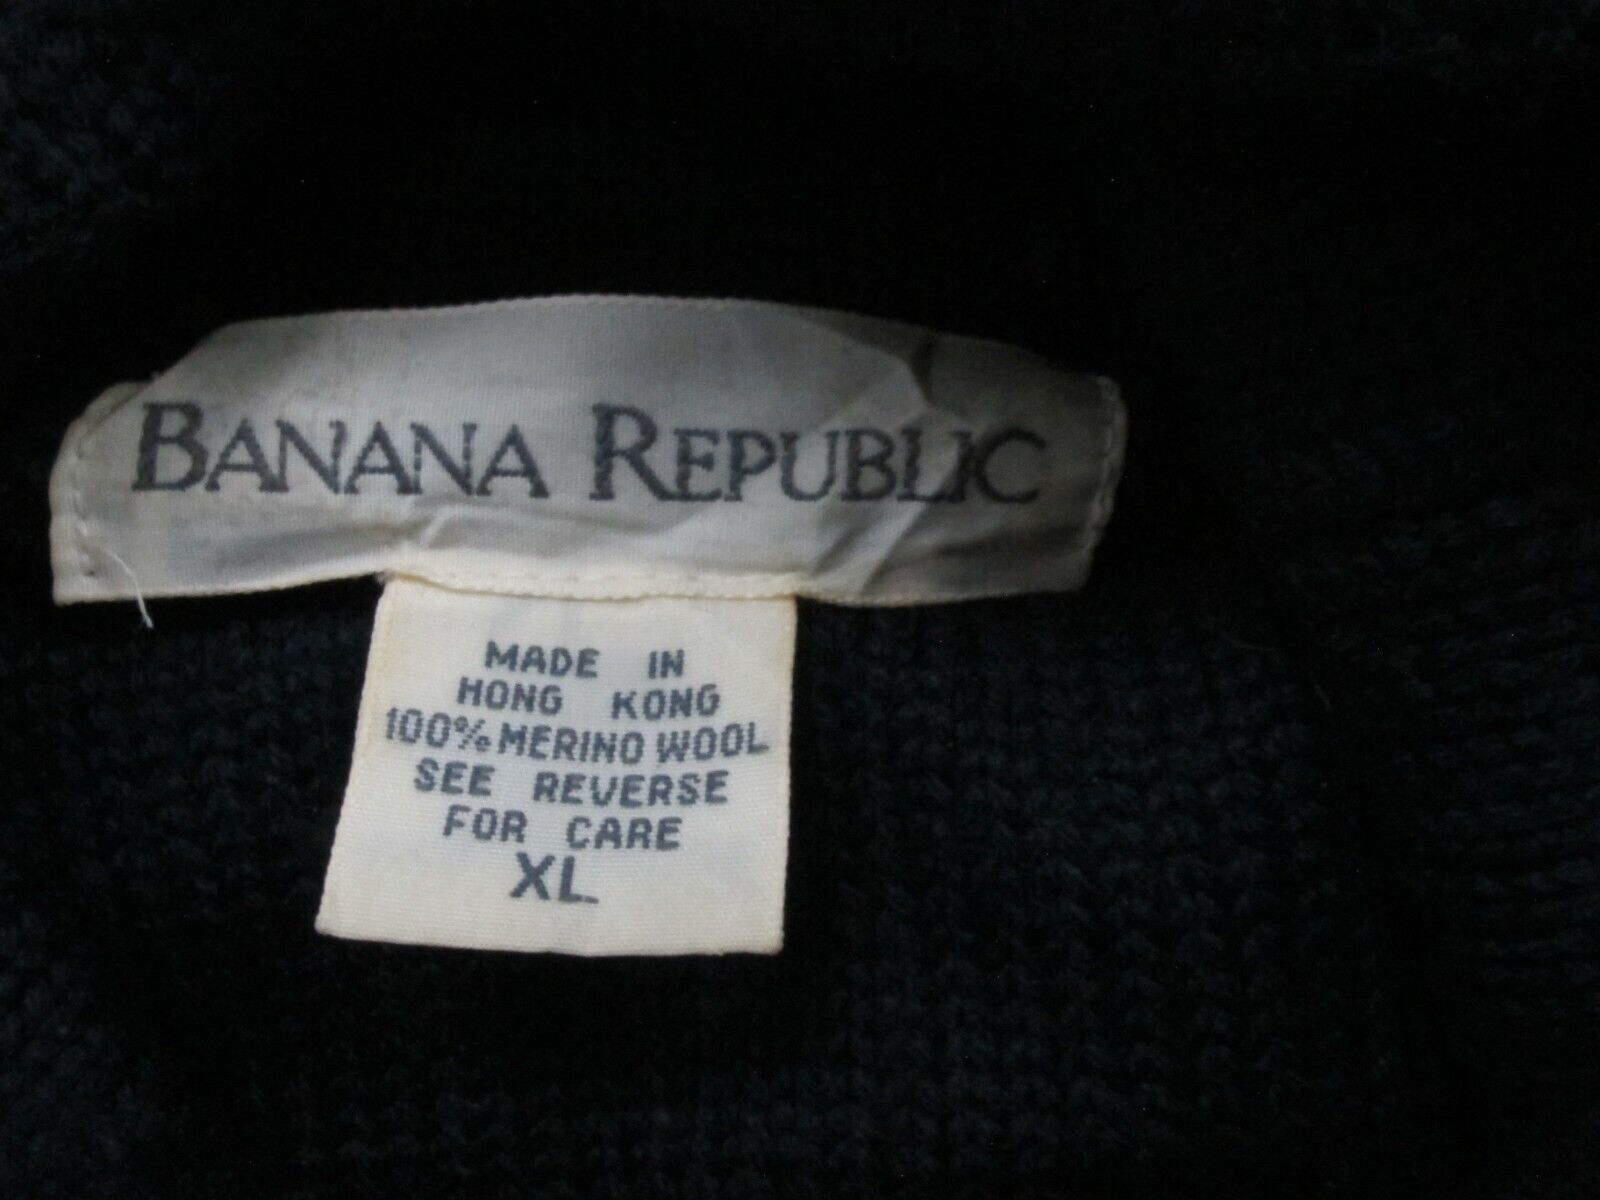 BANANA REPUBLIC
MADE IN
HONG KONG
100% MERINO WOOL
SEE REVERSE
FOR CARE
XL